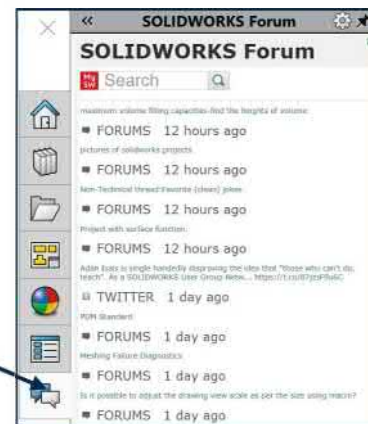 « SOLIDWORKS Forum
SOLIDWORKS Forum
My SW Search
maximum volume filling capacities-find the heights of volume.
FORUMS 12 hours ago
pictures of solidworks projects
FORUMS 12 hours ago
Non-Technical thread:Favorite (clean) jokes
FORUMS 12 hours ago
Project with surface function.
FORUMS 12 hours ago
is single handedly disproving the idea that "those who can't do,
teach". As a SOLIDWORKS User Group
TWITTER 1 day ago
PDM Standard
FORUMS 1 day ago
Meshing Failure Diagnostics
FORUMS 1 day ago
Is it possible to adjust the drawing view scale as per the size using macro?
FORUMS 1 day ago